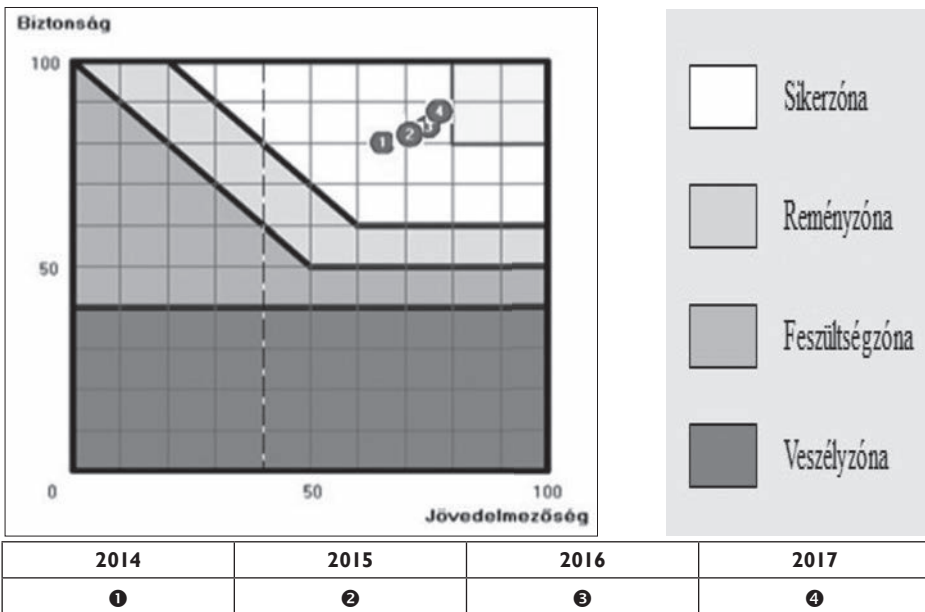 Biztonság
100
50
0 50 100
Jövedelmezőség
1 2 3 4
Sikerzóna
Reményzóna
Feszültségzóna
Veszélyzóna
2014 2015 2016 2017
❶ ❷ ❸ ❹